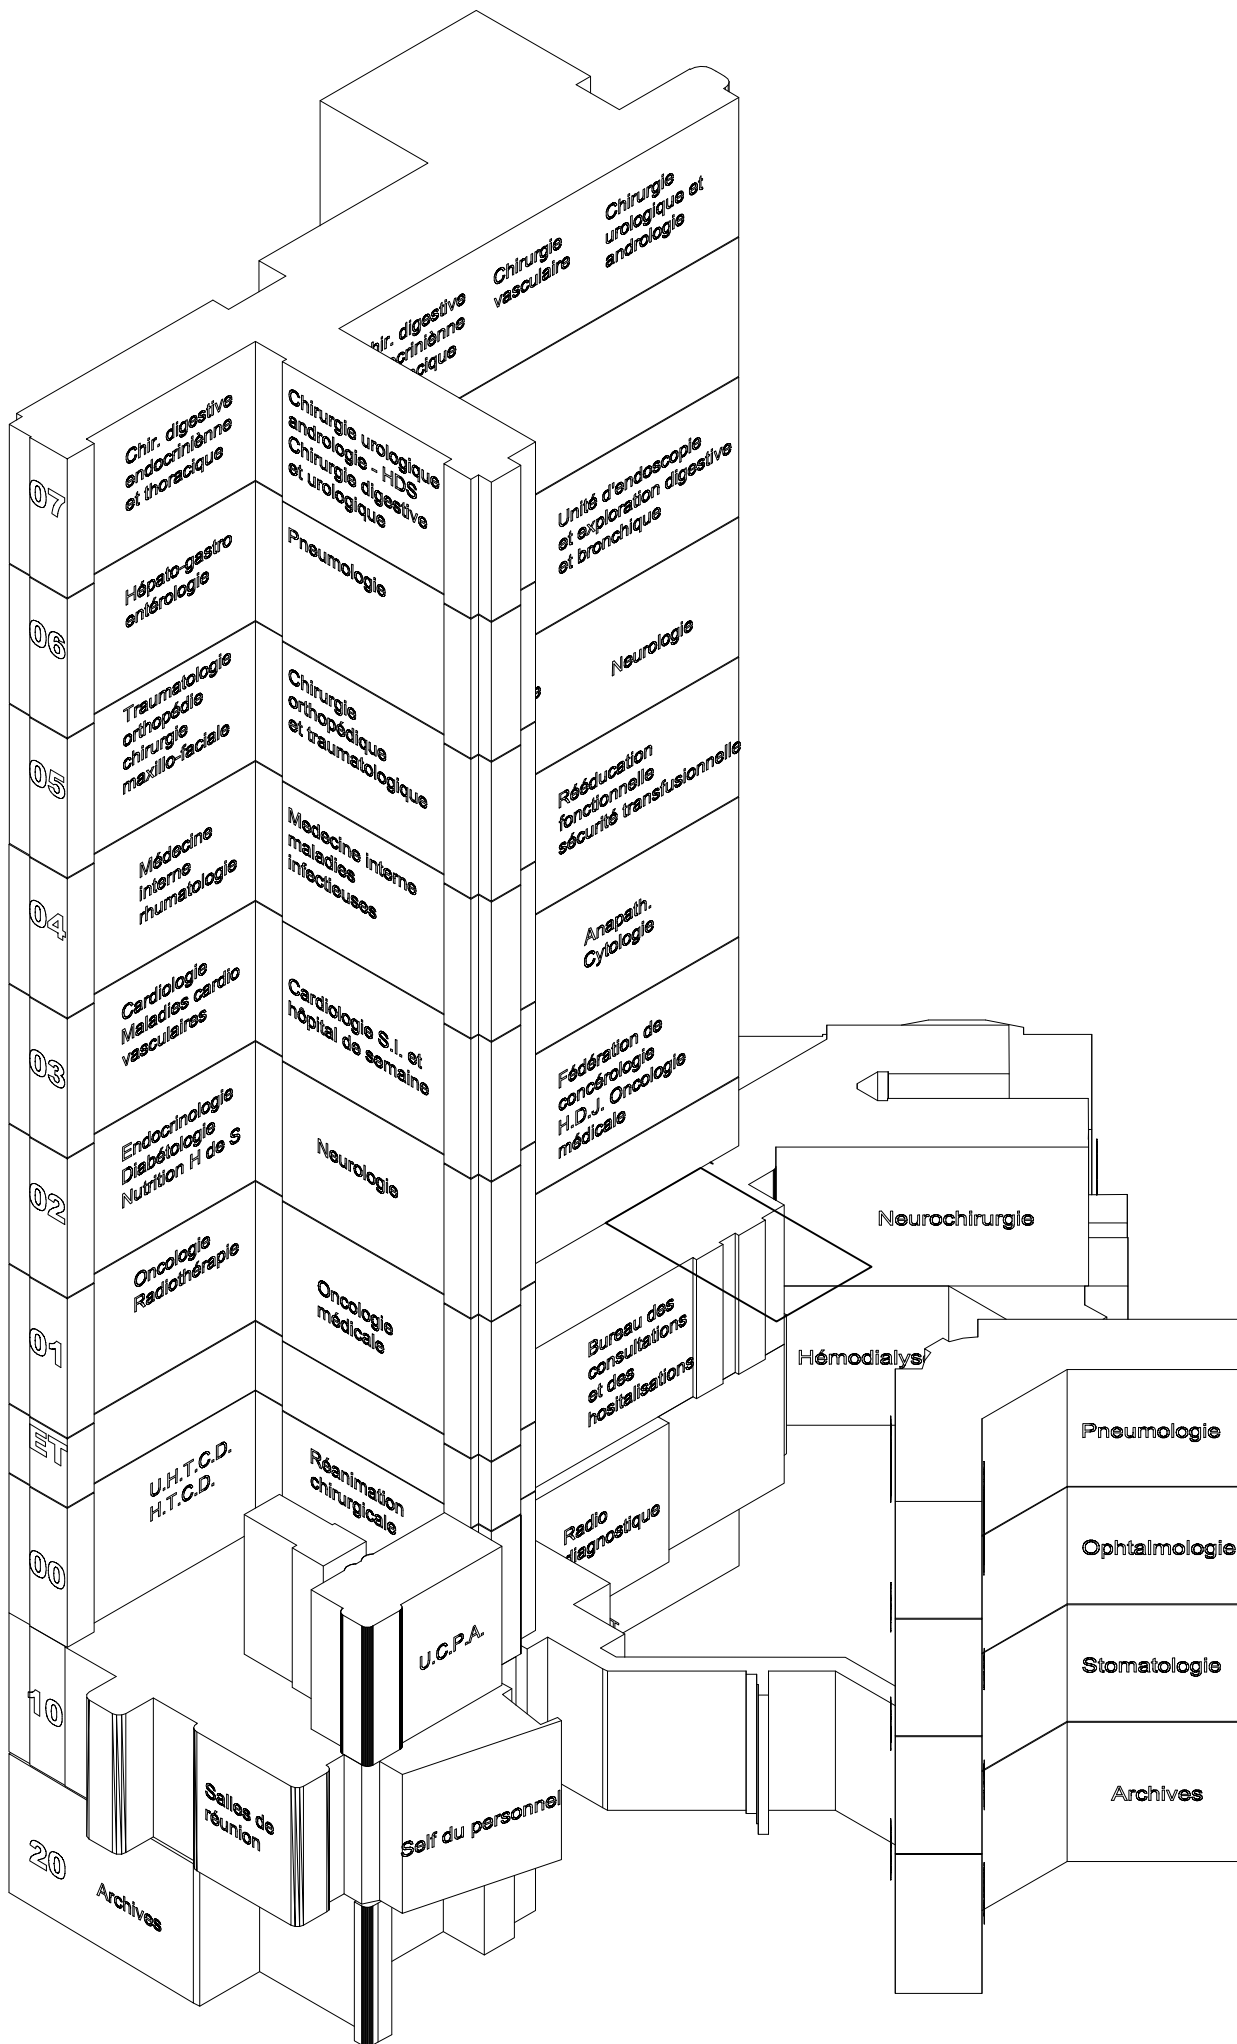 Chirurgie
urologique et
andrologie
Chirurgie
vasculaire
digestive
07
Chir. digestive
endocriniènne
et thoracique
Chirurgie urologique
andrologie - HDS
Chirurgie digestive
et urologique
06
Hépato-gastro
entérologie
Pneumologie
Unité d'endoscopie
et exploration digestive
et bronchique
05
Traumatologie
orthopédie
chirurgie
maxillo-faciale
Chirurgie
orthopédique
et traumatologique
Neurologie
04
Médecine
interne
rhumatologie
Medecine interne
maladies
infectieuses
Rééducation
fonctionnelle
sécurité transfusionnelle
03
Cardiologie
Maladies cardio
vasculaires
Cardiologie S.I. et
hôpital de semaine
Anapath.
Cytologie
02
Endocrinologie
Diabétologie
Nutrition H de S
Neurologie
Fédération de
concérologie
H.D.J. Oncologie
médicale
01
Oncologie
Radiothérapie
Oncologie
médicale
ET
00
U.H.T.C.D.
H.T.C.D.
Réanimation
chirurgicale
Bureau des
consultations
et des
hositalisations
Radio
diagnostique
Neurochirurgie
Hémodialys
Pneumologie
Ophtalmologie
Stomatologie
Archives
U.C.P.A.
10
Salles de
réunion
Self du personnel
20
Archives